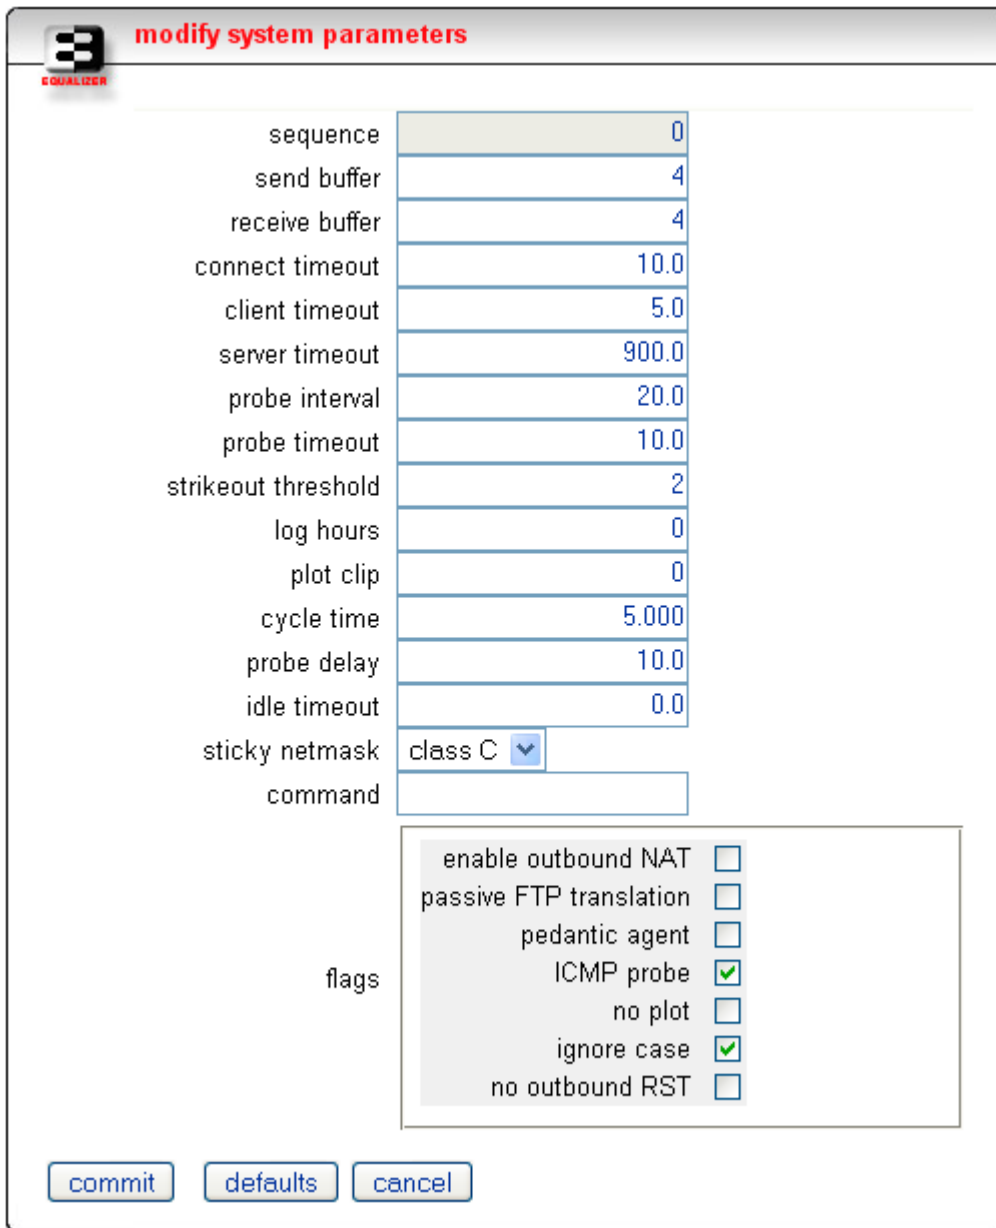 modify system parameters
EQUALIZER
sequence 0
send buffer 4
receive buffer 4
connect timeout 10.0
client timeout 5.0
server timeout 900.0
probe interval 20.0
probe timeout 10.0
strikeout threshold 2
log hours 0
plot clip 0
cycle time 5.000
probe delay 10.0
idle timeout 0.0
sticky netmask class C
command
enable outbound NAT
passive FTP translation
pedantic agent
flags ICMP probe
no plot
ignore case
no outbound RST
commit defaults cancel